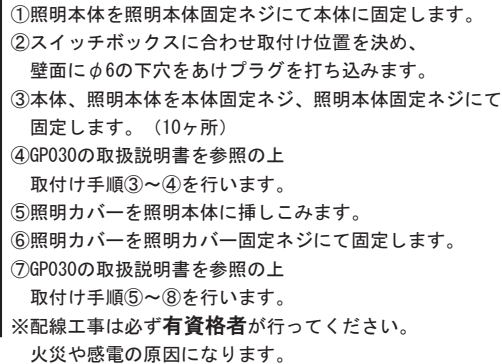 ①照明本体を照明本体固定ネジにて本体に固定します。
②スイッチボックスに合わせ取付け位置を決め、
壁面にφ6の下穴をあけプラグを打ち込みます。
③本体、照明本体を本体固定ネジ、照明本体固定ネジにて
固定します。（10ヶ所）
④GP030の取扱説明書を参照の上
取付け手順③～④を行います。
⑤照明カバーを照明本体に挿しこみます。
⑥照明カバーを照明カバー固定ネジにて固定します。
⑦GP030の取扱説明書を参照の上
取付け手順⑤～⑧を行います。
※配線工事は必ず有資格者が行ってください。
火災や感電の原因になります。